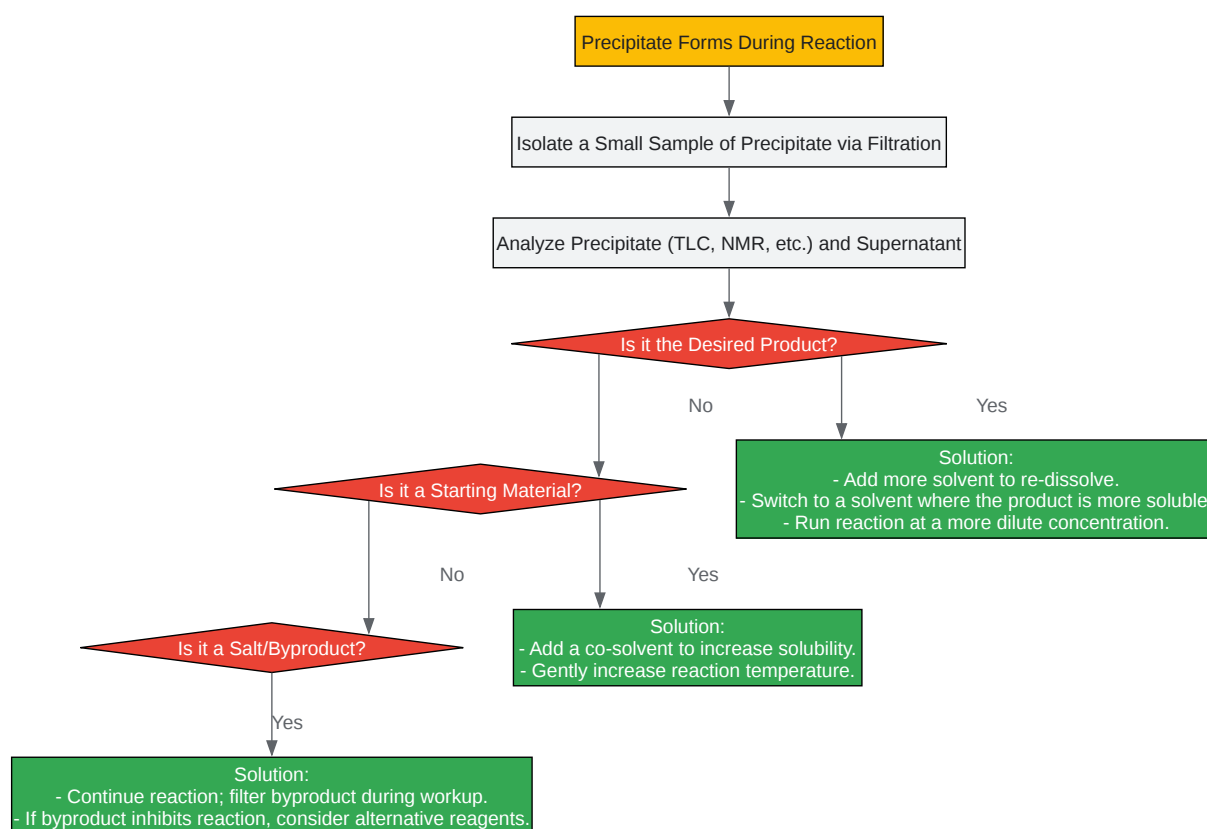 Precipitate Forms During Reaction
Isolate a Small Sample of Precipitate via Filtration
Analyze Precipitate (TLC, NMR, etc.) and Supernatant
Is it the Desired Product?
No
Yes
Solution:
- Add more solvent to re-dissolve.
- Switch to a solvent where the product is more soluble
- Run reaction at a more dilute concentration.
Is it a Starting Material?
No
Yes
Solution:
- Add a co-solvent to increase solubility.
- Gently increase reaction temperature.
Is it a Salt/Byproduct?
Yes
Solution:
- Continue reaction; filter byproduct during workup.
- If byproduct inhibits reaction, consider alternative reagents.